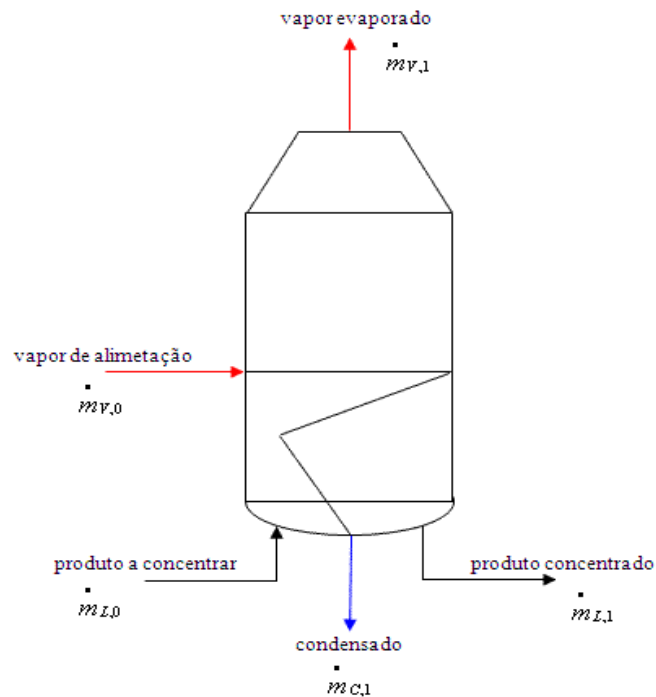 vapor evaporado
ṁV,1
vapor de alimetação
ṁV,0
produto a concentrar
ṁL,0
produto concentrado
ṁL,1
condensado
ṁC,1